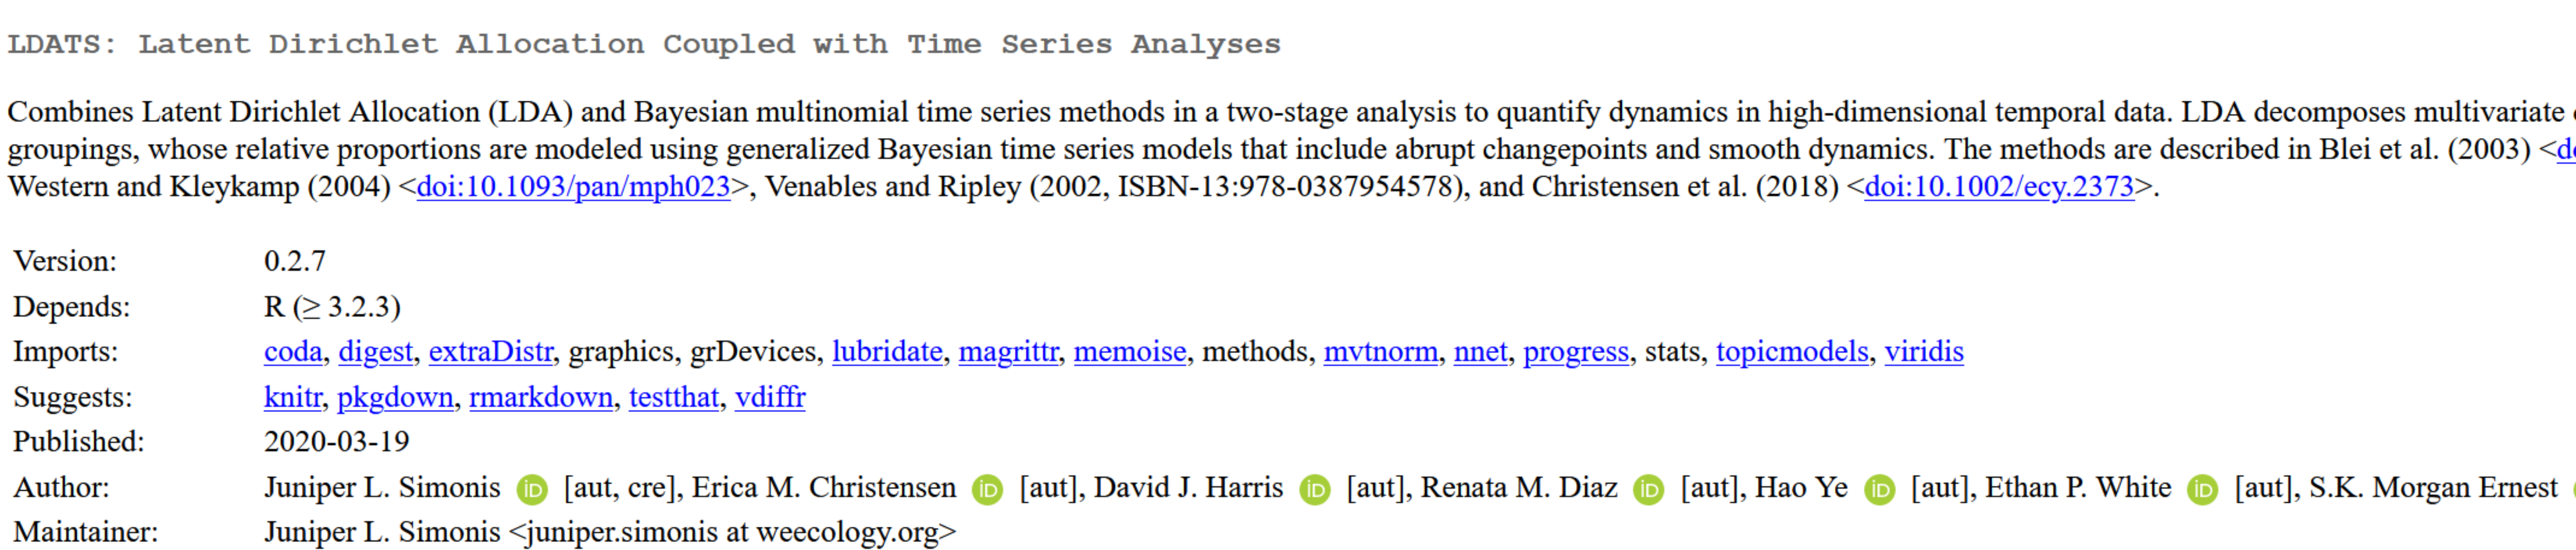 LDATS: Latent Dirichlet Allocation Coupled with Time Series Analyses
Combines Latent Dirichlet Allocation (LDA) and Bayesian multinomial time series methods in a two-stage analysis to quantify dynamics in high-dimensional temporal data. LDA decomposes multivariate
groupings, whose relative proportions are modeled using generalized Bayesian time series models that include abrupt changepoints and smooth dynamics. The methods are described in Blei et al. (2003) <
Western and Kleykamp (2004) <doi:10.1093/pan/mph023>, Venables and Ripley (2002, ISBN-13:978-0387954578), and Christensen et al. (2018) <doi:10.1002/ecy.2373>.
Version: 0.2.7
Depends: R (≥ 3.2.3)
Imports: coda, digest, extraDistr, graphics, grDevices, lubridate, magrittr, memoise, methods, mvtnorm, nnet, progress, stats, topicmodels, viridis
Suggests: knitr, pkgdown, rmarkdown, testthat, vdiffr
Published: 2020-03-19
Author: Juniper L. Simonis iD [aut, cre], Erica M. Christensen iD [aut], David J. Harris iD [aut], Renata M. Diaz iD [aut], Hao Ye iD [aut], Ethan P. White iD [aut], S.K. Morgan Ernest
Maintainer: Juniper L. Simonis <juniper.simonis at weecology.org>